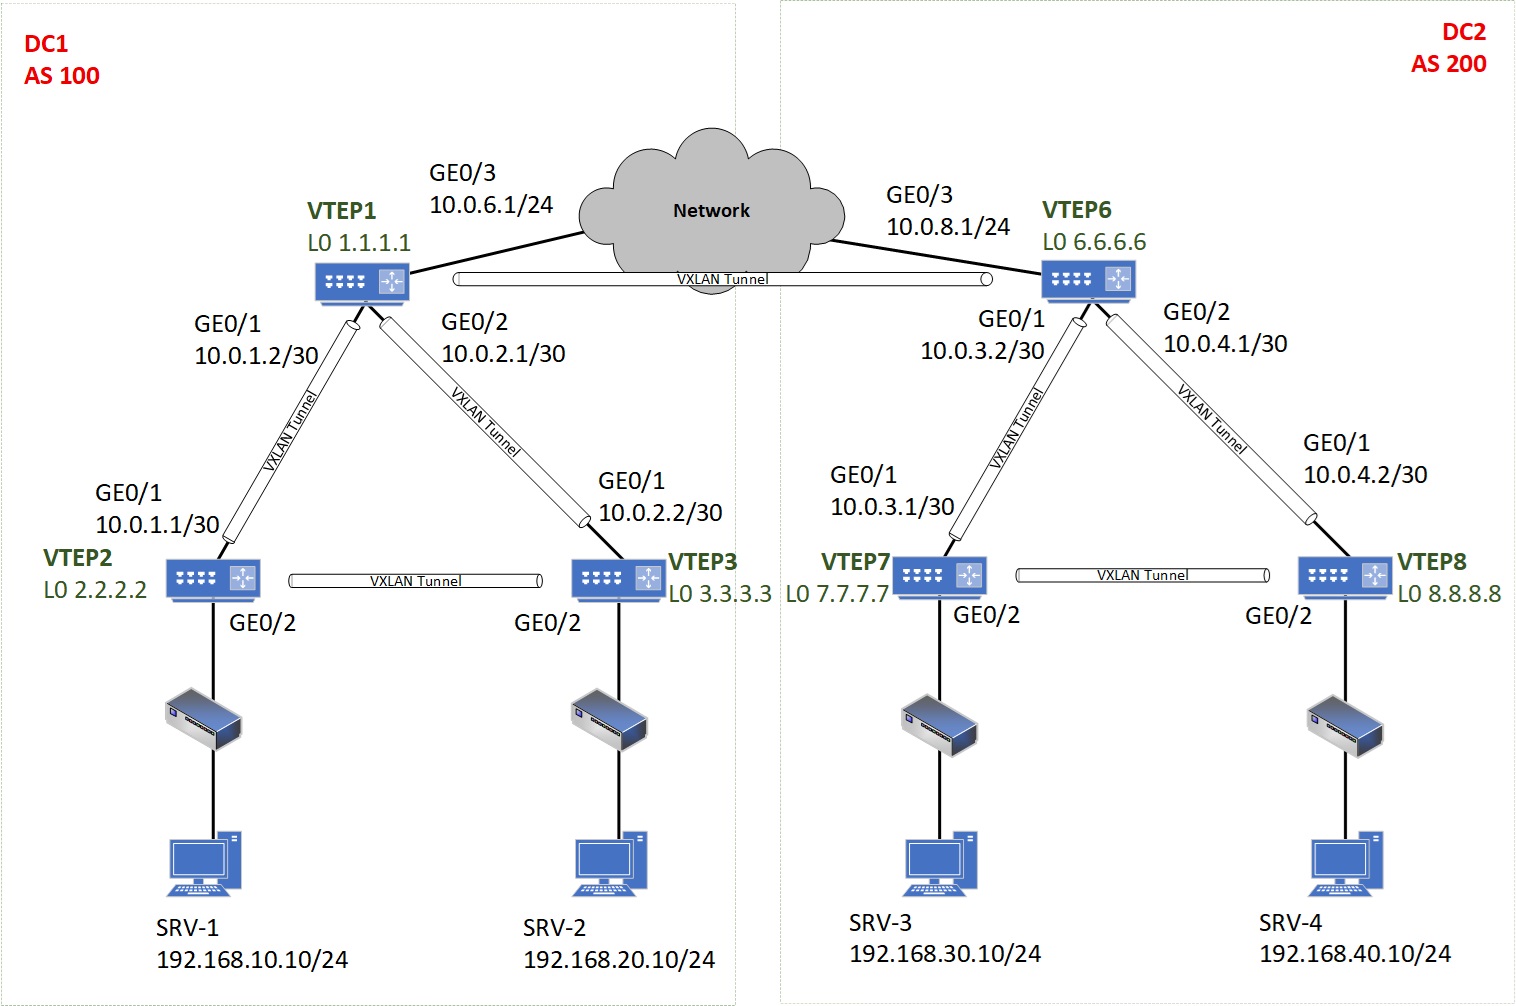 DC1
AS 100
DC2
AS 200
Network
GE0/3
10.0.6.1/24
GE0/3
10.0.8.1/24
VTEP1
L0 1.1.1.1
VTEP6
L0 6.6.6.6
VXLAN Tunnel
GE0/1
10.0.1.2/30
GE0/2
10.0.2.1/30
GE0/1
10.0.3.2/30
GE0/2
10.0.4.1/30
VXLAN Tunnel
VXLAN Tunnel
VXLAN Tunnel
VXLAN Tunnel
GE0/1
10.0.1.1/30
GE0/1
10.0.2.2/30
GE0/1
10.0.3.1/30
GE0/1
10.0.4.2/30
VTEP2
L0 2.2.2.2
VXLAN Tunnel
VTEP3
L0 3.3.3.3
VTEP7
L0 7.7.7.7
VXLAN Tunnel
VTEP8
L0 8.8.8.8
GE0/2
GE0/2
GE0/2
GE0/2
SRV-1
192.168.10.10/24
SRV-2
192.168.20.10/24
SRV-3
192.168.30.10/24
SRV-4
192.168.40.10/24